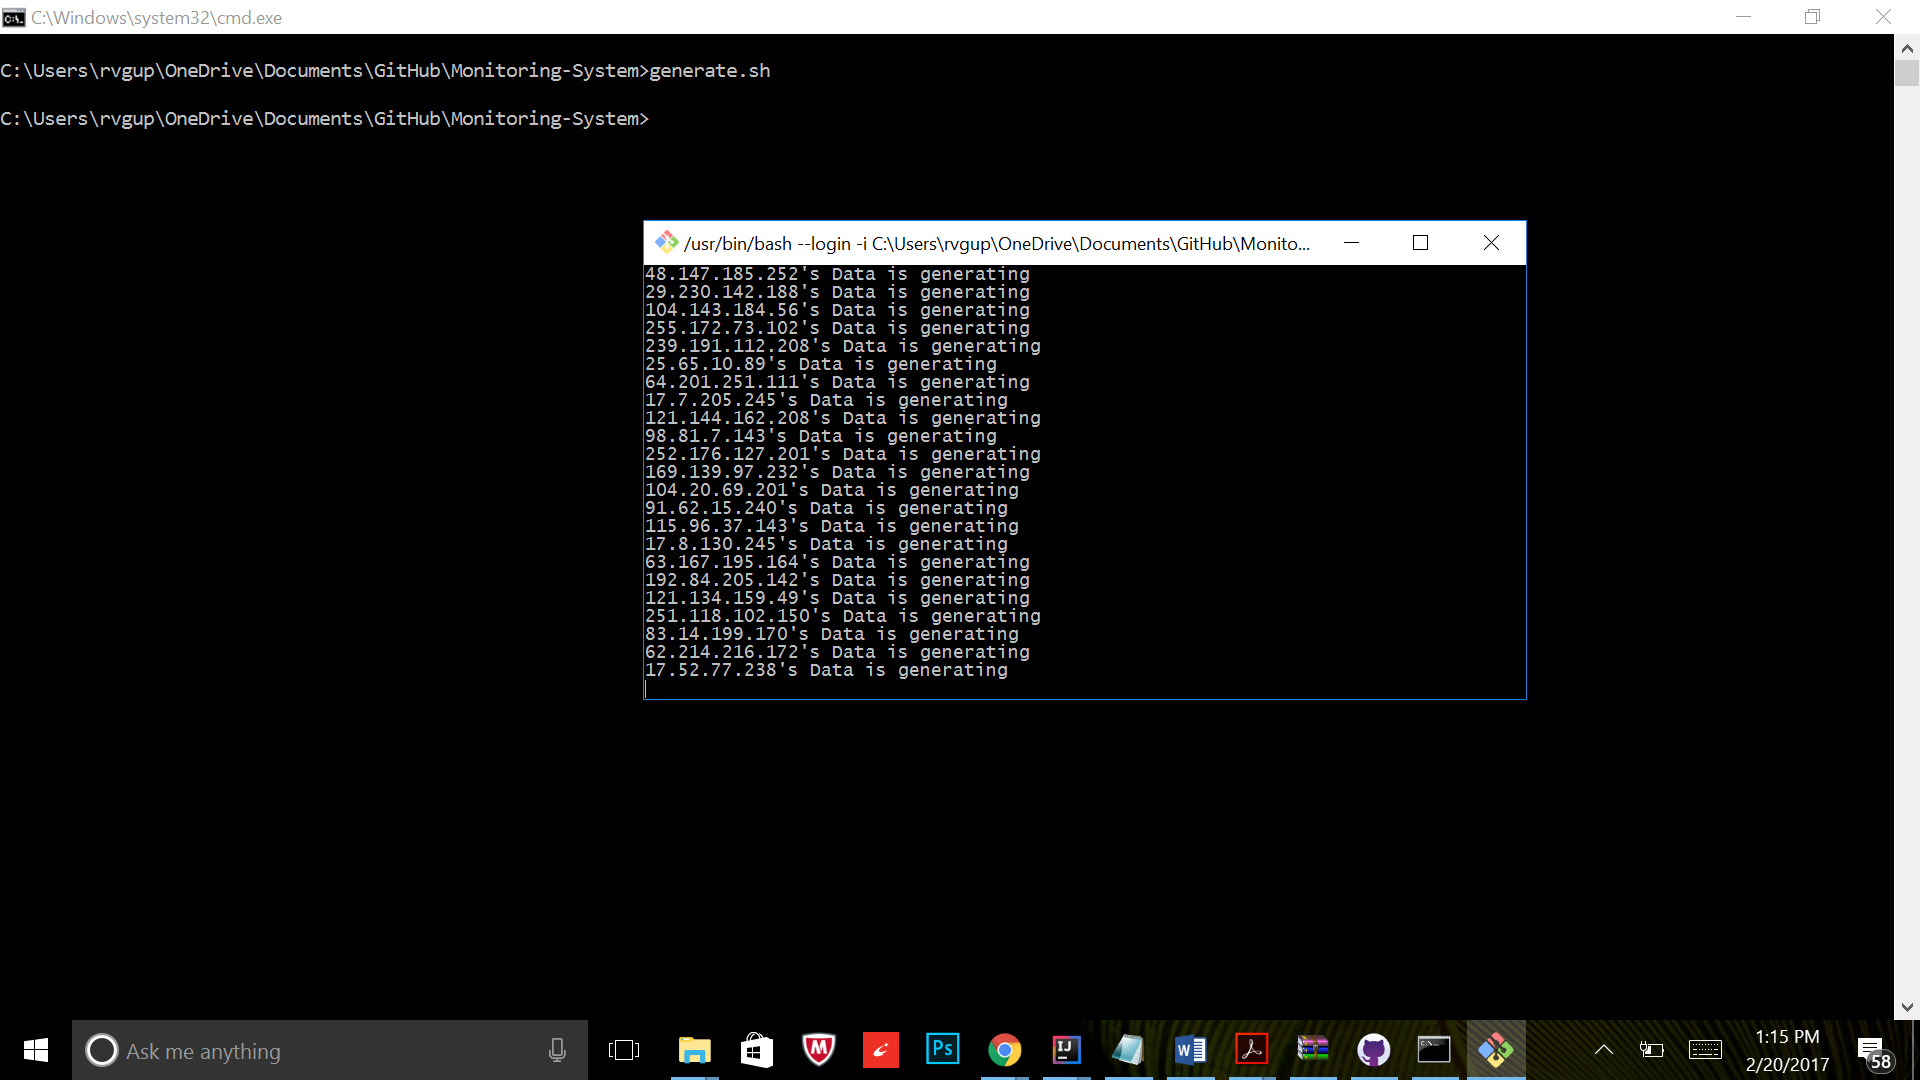 C:\Windows\system32\cmd.exe
C:\Users\rvgup\OneDrive\Documents\GitHub\Monitoring-System>generate.sh
C:\Users\rvgup\OneDrive\Documents\GitHub\Monitoring-System>
/usr/bin/bash --login -i C:\Users\rvgup\OneDrive\Documents\GitHub\Monito...
48.147.185.252's Data is generating
29.230.142.188's Data is generating
104.143.184.56's Data is generating
255.172.73.102's Data is generating
239.191.112.208's Data is generating
25.65.10.89's Data is generating
64.201.251.111's Data is generating
17.7.205.245's Data is generating
121.144.162.208's Data is generating
98.81.7.143's Data is generating
252.176.127.201's Data is generating
169.139.97.232's Data is generating
104.20.69.201's Data is generating
91.62.15.240's Data is generating
115.96.37.143's Data is generating
17.8.130.245's Data is generating
63.167.195.164's Data is generating
192.84.205.142's Data is generating
121.134.159.49's Data is generating
251.118.102.150's Data is generating
83.14.199.170's Data is generating
62.214.216.172's Data is generating
17.52.77.238's Data is generating
Ask me anything
Ps
IJ
1:15 PM
2/20/2017
58